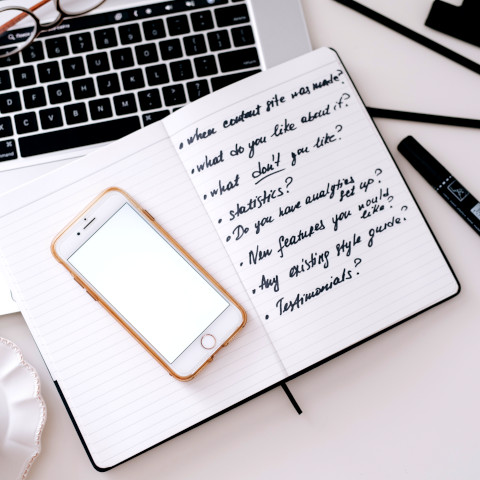 • when content site was made?
• what do you like about it?
• what don't you like?
• statistics?
• Do you have analytics
set up?
• New features you would
like?
• Any existing style guide?
• Testimonials?